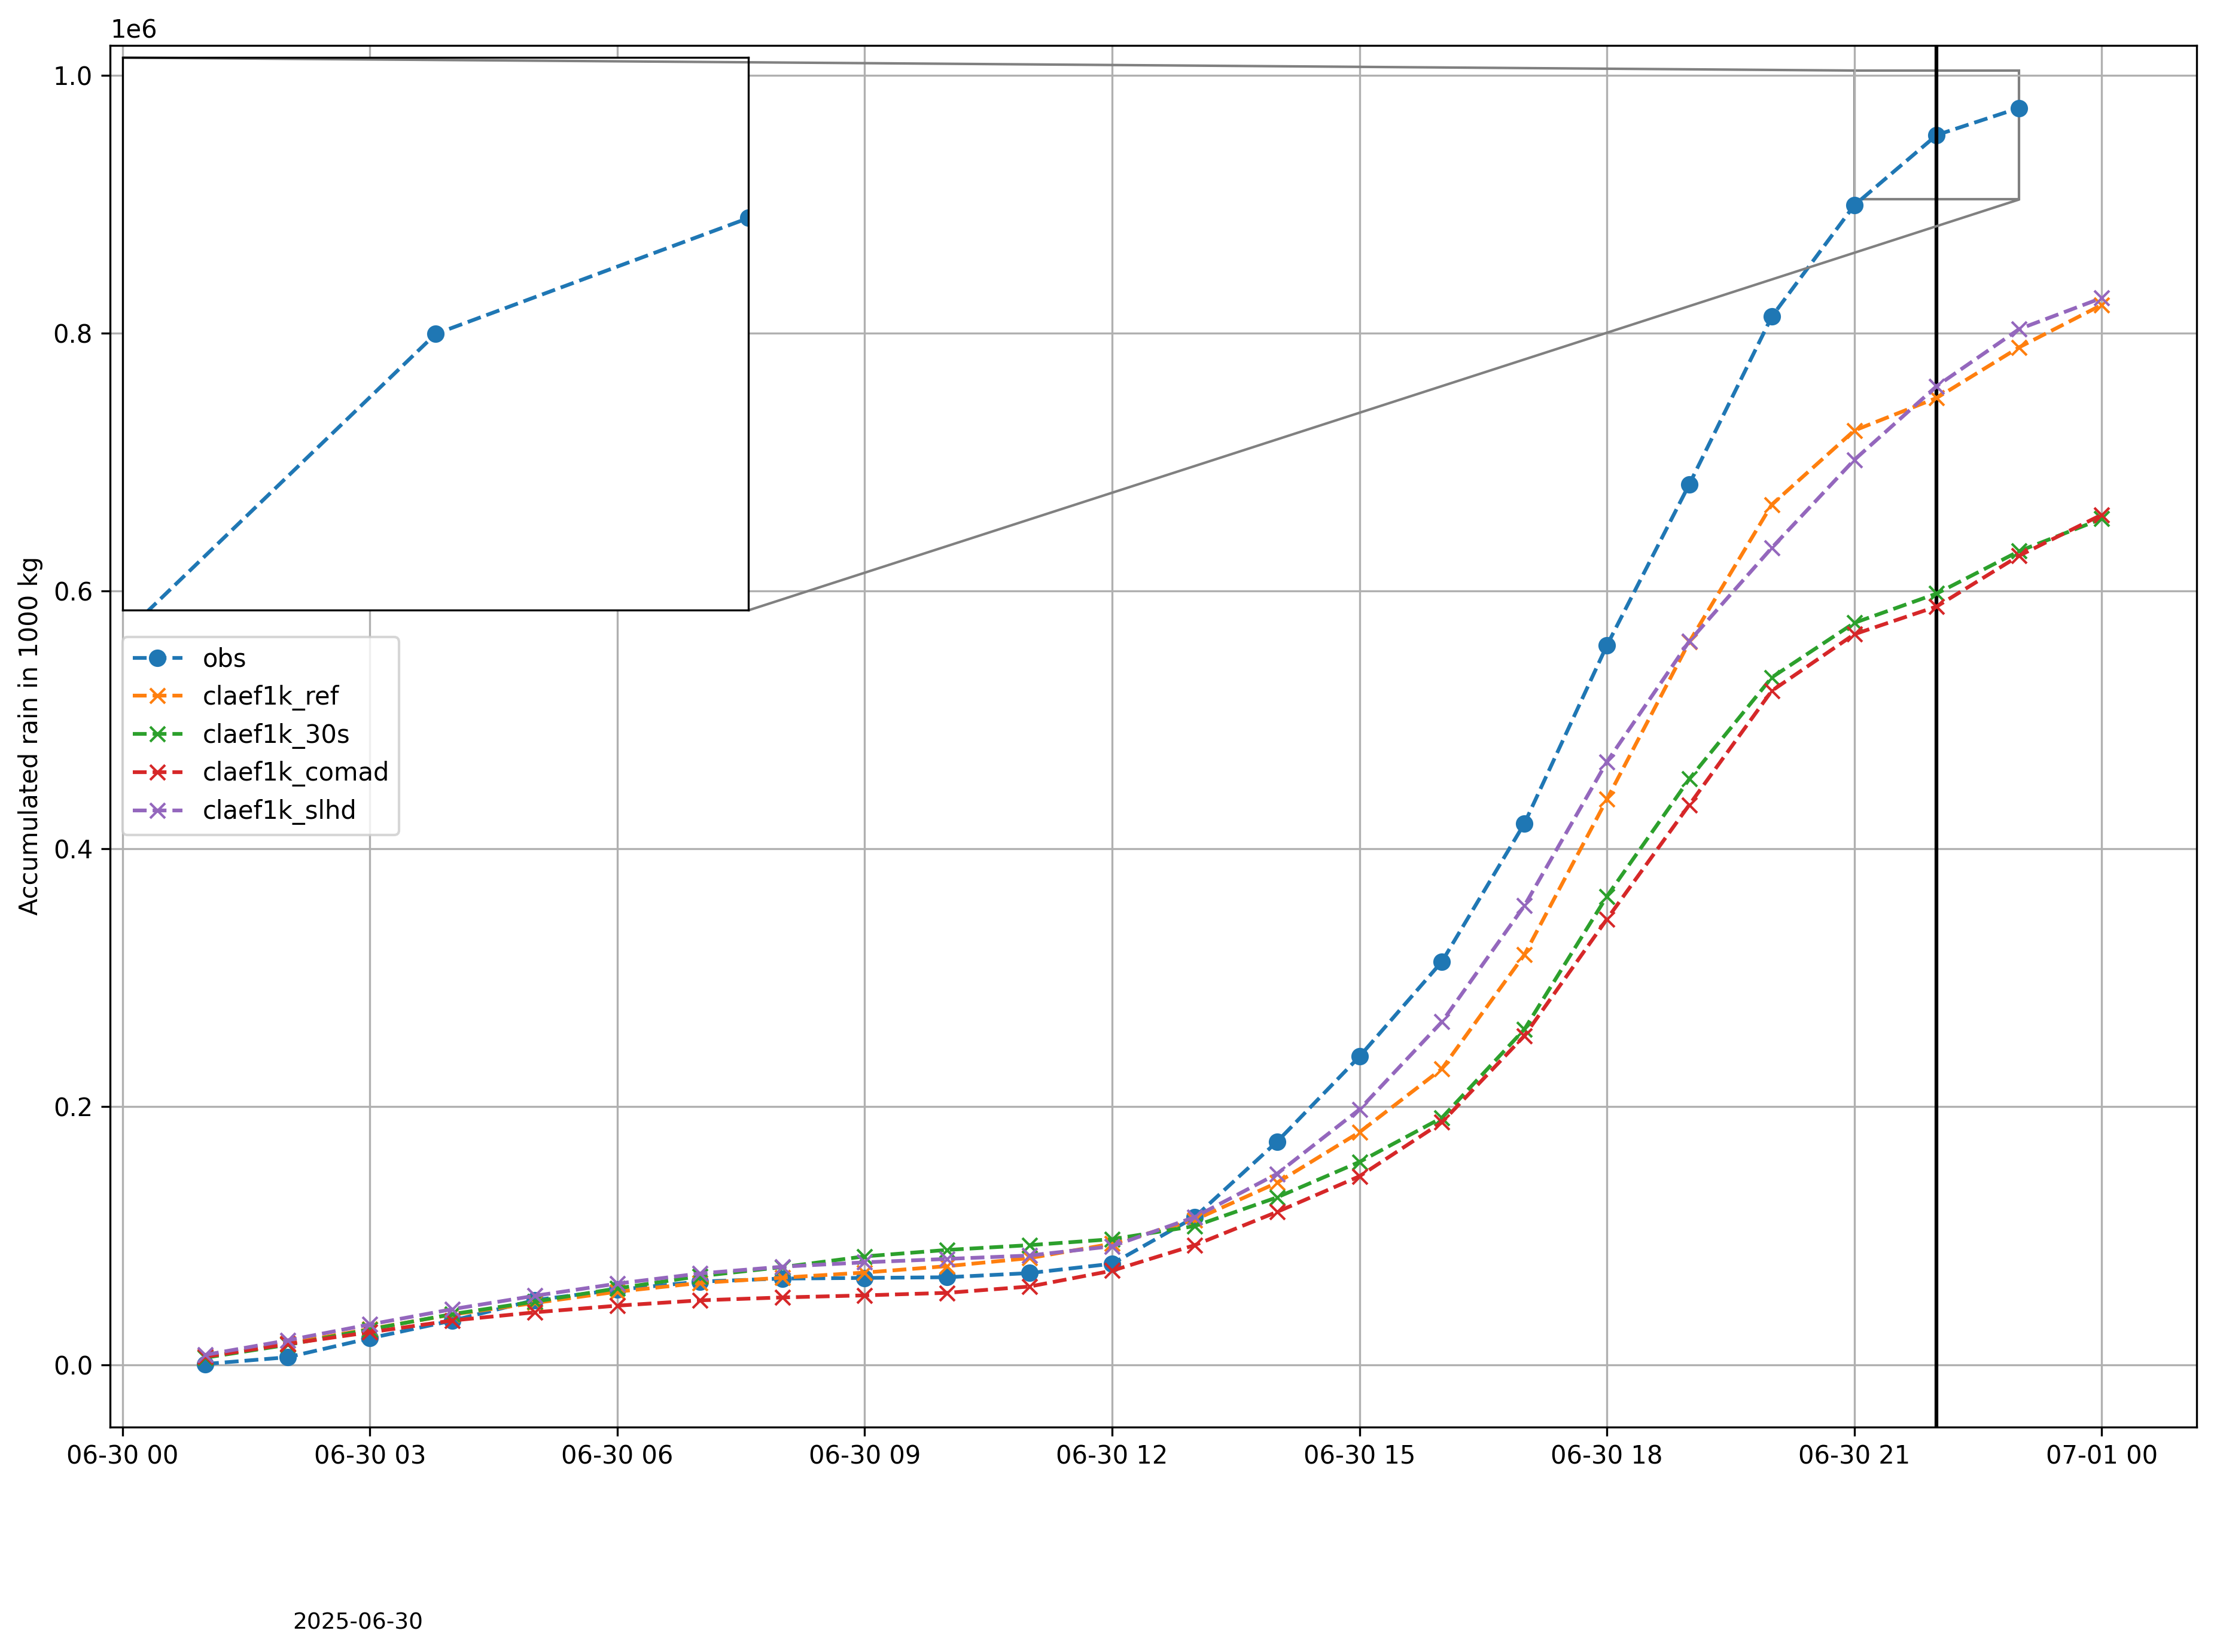 1e6
1.0
0.8
0.6
0.4
0.2
0.0
Accumulated rain in 1000 kg
obs
claef1k_ref
claef1k_30s
claef1k_comad
claef1k_slhd
06-30 00 06-30 03 06-30 06 06-30 09 06-30 12 06-30 15 06-30 18 06-30 21 07-01 00
2025-06-30